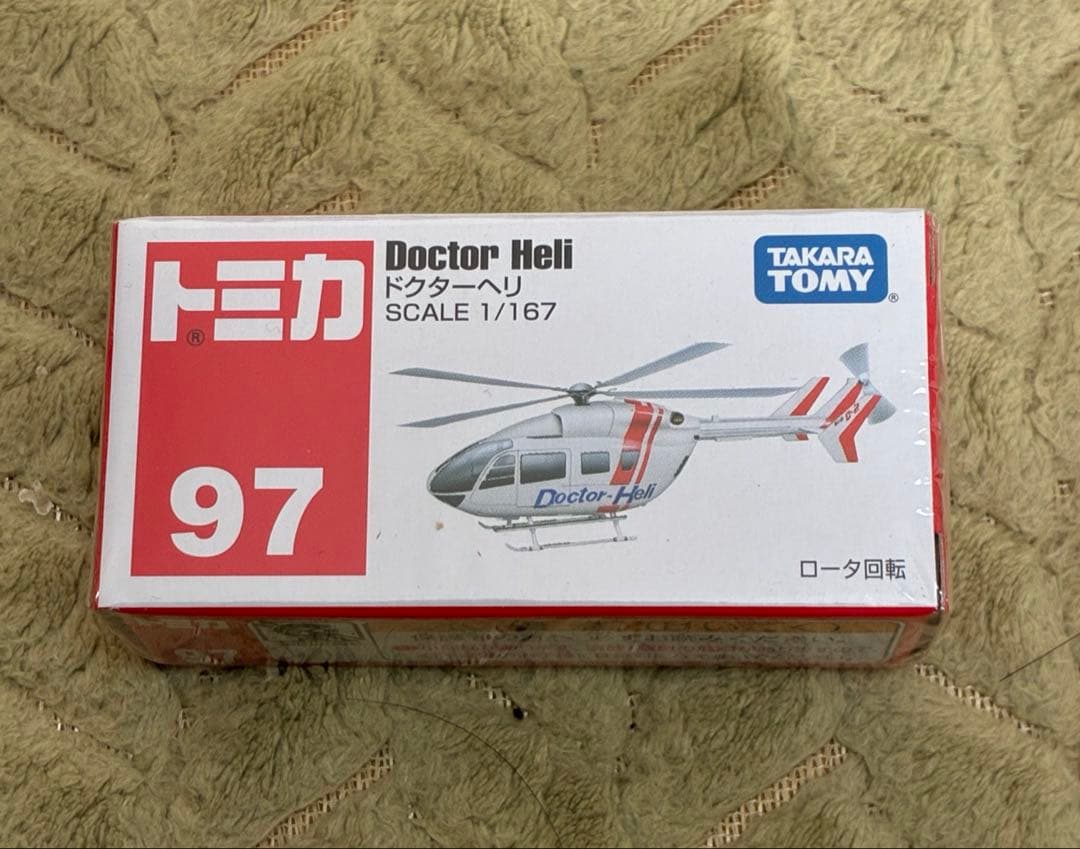 トミカ
®
97
Doctor Heli
ドクターヘリ
SCALE 1/167
TAKARA
TOMY
®
Doctor-Heli
ロータ回転
97